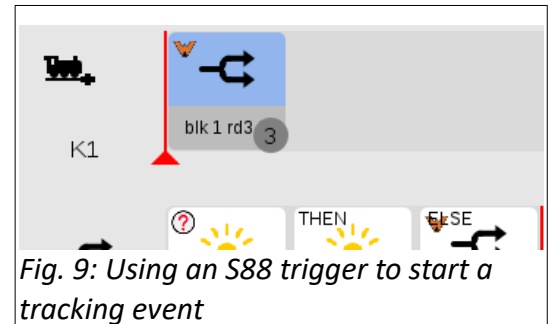 blk 1 rd3
3
K1
?
THEN
ELSE
Fig. 9: Using an S88 trigger to start a
tracking event